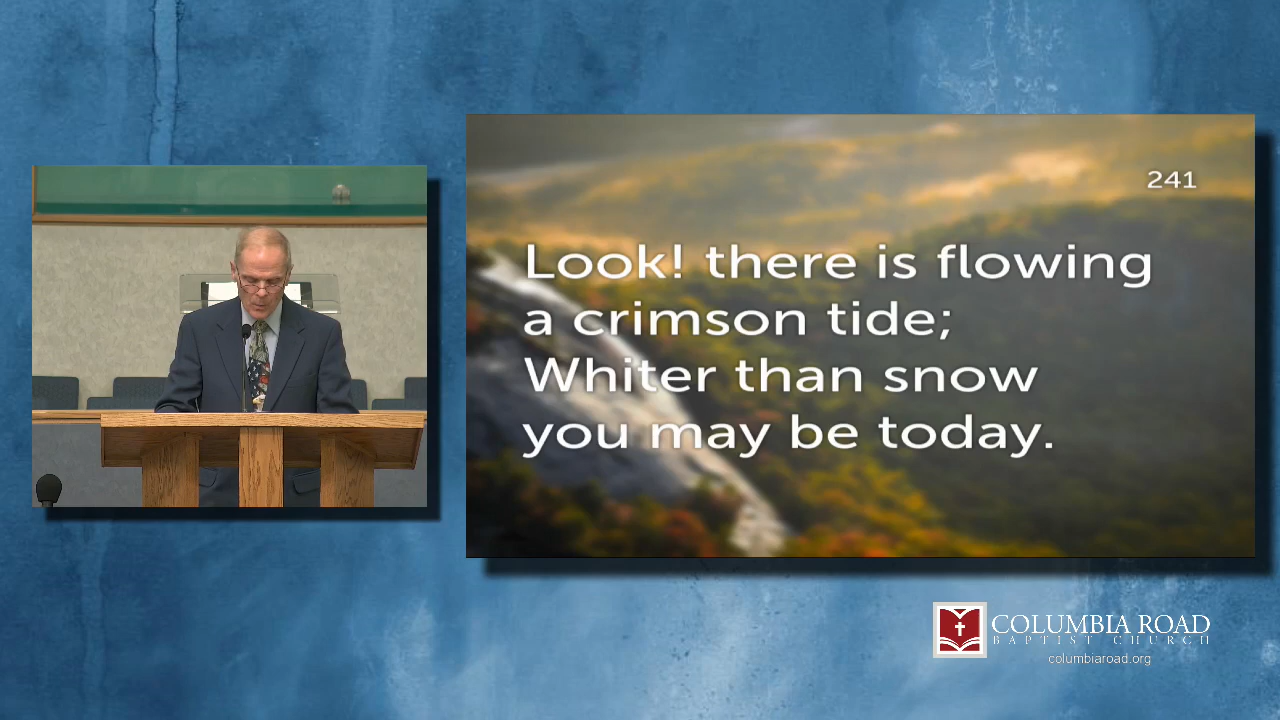 241
Look! there is flowing
a crimson tide;
Whiter than snow
you may be today.
COLUMBIA ROAD
BAPTIST CHURCH
columbiaroad.org